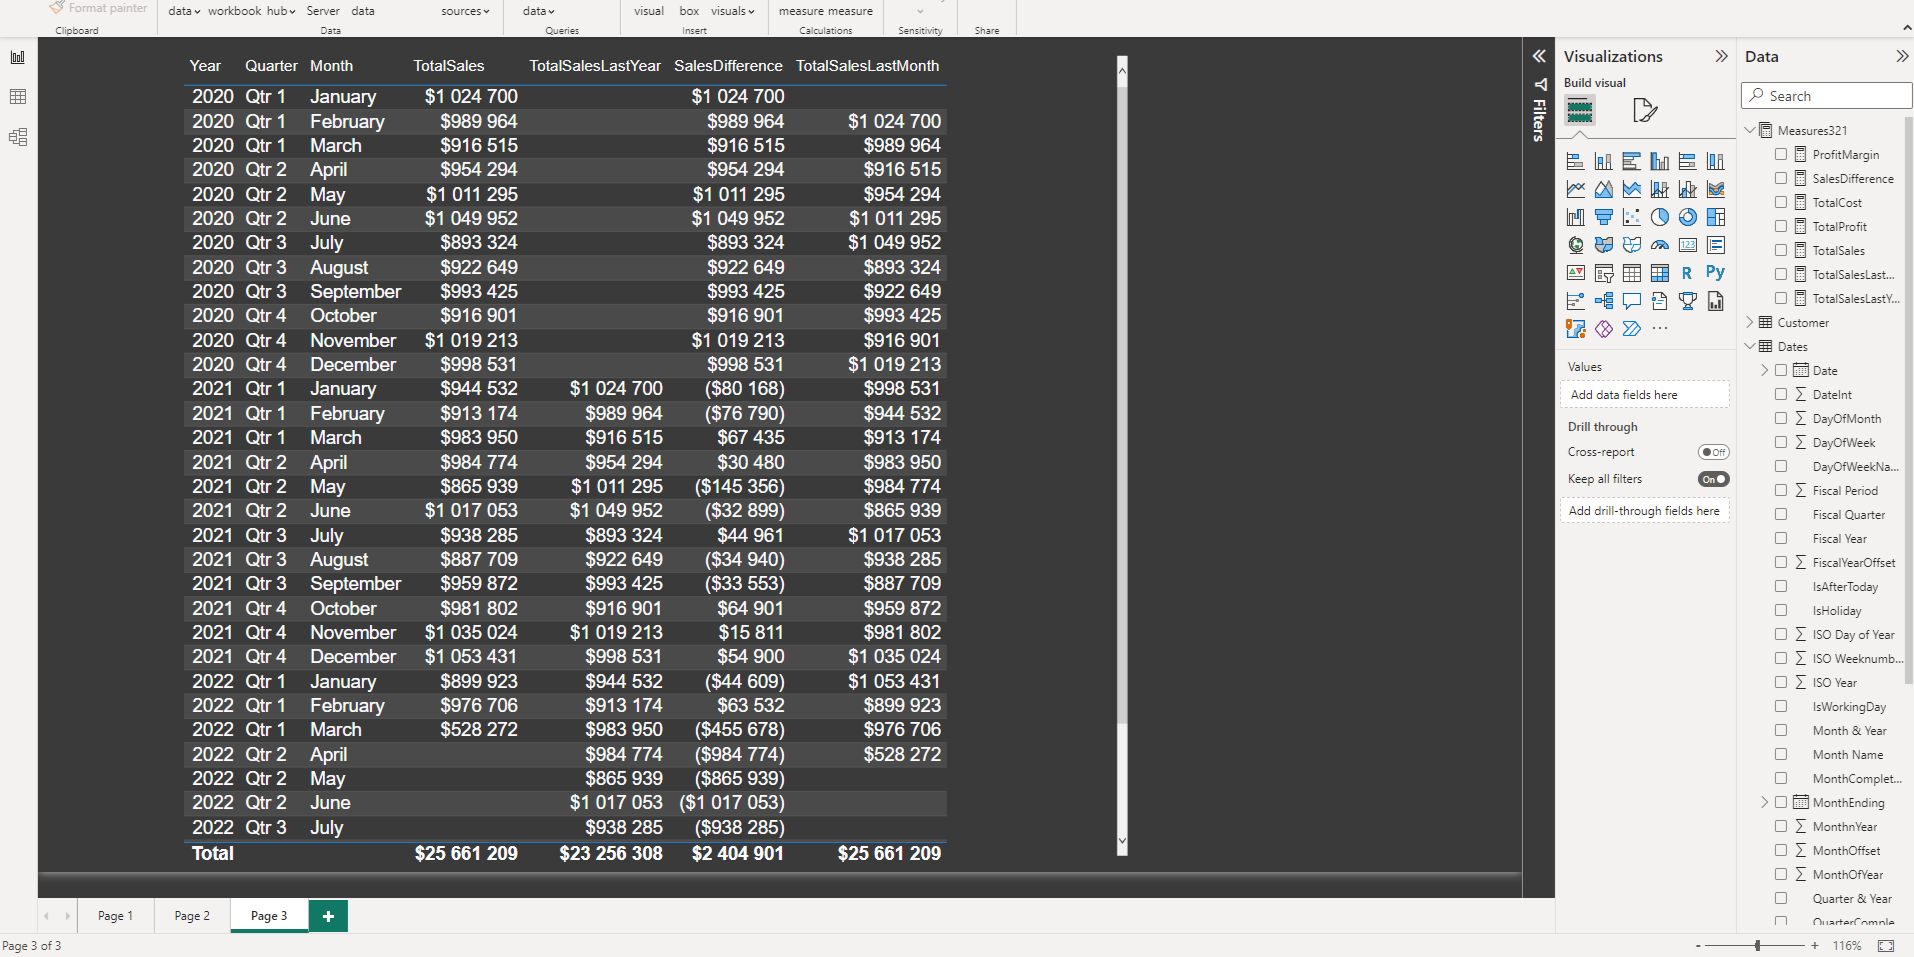 Format painter
data workbook hub Server data
sources
data
visual box visuals
measure measure
Clipboard
Data
Queries
Insert
Calculations
Sensitivity
Share
Year Quarter Month TotalSales TotalSalesLastYear SalesDifference TotalSalesLastMonth
2020 Qtr 1 January $1 024 700 $1 024 700
2020 Qtr 1 February $989 964 $989 964 $1 024 700
2020 Qtr 1 March $916 515 $916 515 $989 964
2020 Qtr 2 April $954 294 $954 294 $916 515
2020 Qtr 2 May $1 011 295 $1 011 295 $954 294
2020 Qtr 2 June $1 049 952 $1 049 952 $1 011 295
2020 Qtr 3 July $893 324 $893 324 $1 049 952
2020 Qtr 3 August $922 649 $922 649 $893 324
2020 Qtr 3 September $993 425 $993 425 $922 649
2020 Qtr 4 October $916 901 $916 901 $993 425
2020 Qtr 4 November $1 019 213 $1 019 213 $916 901
2020 Qtr 4 December $998 531 $998 531 $1 019 213
2021 Qtr 1 January $944 532 $1 024 700 ($80 168) $998 531
2021 Qtr 1 February $913 174 $989 964 ($76 790) $944 532
2021 Qtr 1 March $983 950 $916 515 $67 435 $913 174
2021 Qtr 2 April $984 774 $954 294 $30 480 $983 950
2021 Qtr 2 May $865 939 $1 011 295 ($145 356) $984 774
2021 Qtr 2 June $1 017 053 $1 049 952 ($32 899) $865 939
2021 Qtr 3 July $938 285 $893 324 $44 961 $1 017 053
2021 Qtr 3 August $887 709 $922 649 ($34 940) $938 285
2021 Qtr 3 September $959 872 $993 425 ($33 553) $887 709
2021 Qtr 4 October $981 802 $916 901 $64 901 $959 872
2021 Qtr 4 November $1 035 024 $1 019 213 $15 811 $981 802
2021 Qtr 4 December $1 053 431 $998 531 $54 900 $1 035 024
2022 Qtr 1 January $899 923 $944 532 ($44 609) $1 053 431
2022 Qtr 1 February $976 706 $913 174 $63 532 $899 923
2022 Qtr 1 March $528 272 $983 950 ($455 678) $976 706
2022 Qtr 2 April $984 774 ($984 774) $528 272
2022 Qtr 2 May $865 939 ($865 939)
2022 Qtr 2 June $1 017 053 ($1 017 053)
2022 Qtr 3 July $938 285 ($938 285)
Total $25 661 209 $23 256 308 $2 404 901 $25 661 209
Page 1
Page 2
Page 3
+
Page 3 of 3
Filters
Visualizations
Build visual
123
R
Py
...
Values
Add data fields here
Drill through
Cross-report Off
Keep all filters On
Add drill-through fields here
Data
Search
Measures321
ProfitMargin
SalesDifference
TotalCost
TotalProfit
TotalSales
TotalSalesLast...
TotalSalesLastY...
Customer
Dates
Date
DateInt
DayOfMonth
DayOfWeek
DayOfWeekNa...
Fiscal Period
Fiscal Quarter
Fiscal Year
FiscalYearOffset
IsAfterToday
IsHoliday
ISO Day of Year
ISO Weeknumb...
ISO Year
IsWorkingDay
Month & Year
Month Name
MonthComplet...
MonthEnding
MonthnYear
MonthOffset
MonthOfYear
Quarter & Year
QuarterComple
- + 116%